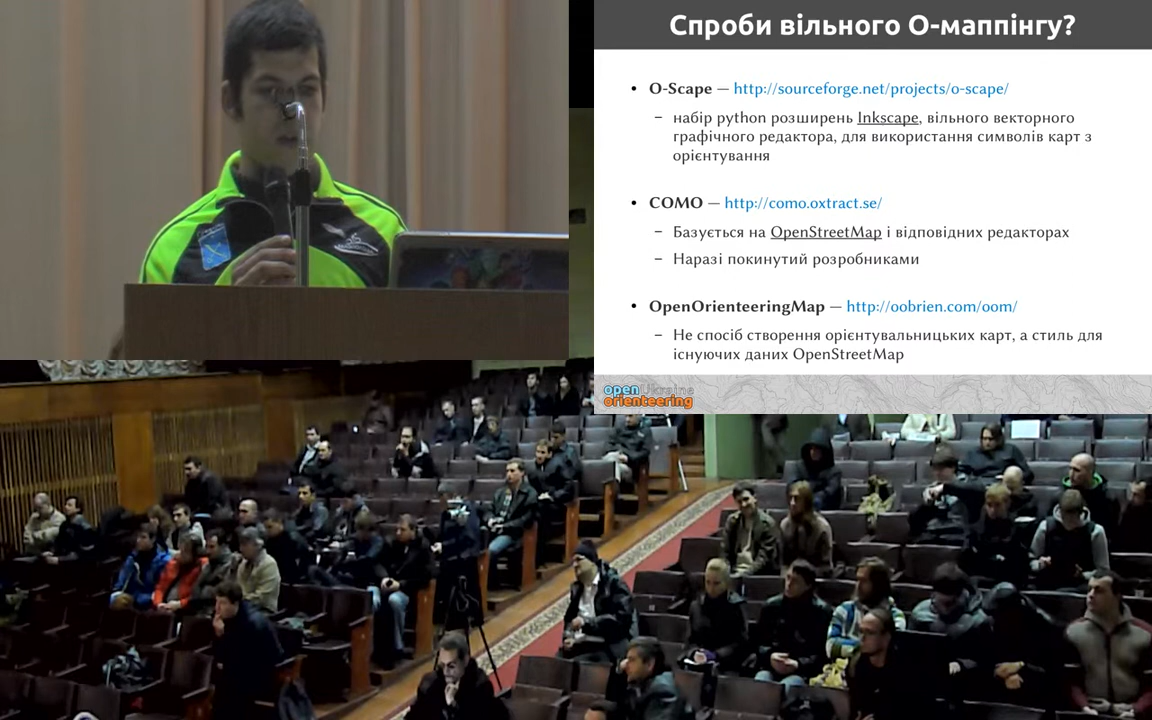 Спроби вільного О-маппінгу?
• O-Scape — http://sourceforge.net/projects/o-scape/
– набір python розширень Inkscape, вільного векторного
графічного редактора, для використання символів карт з
орієнтування
• COMO — http://como.oxtract.se/
– Базується на OpenStreetMap і відповідних редакторах
– Наразі покинутий розробниками
• OpenOrienteeringMap — http://oobrien.com/oom/
– Не спосіб створення орієнтувальницьких карт, а стиль для
існуючих даних OpenStreetMap
open Ukraine
orienteering